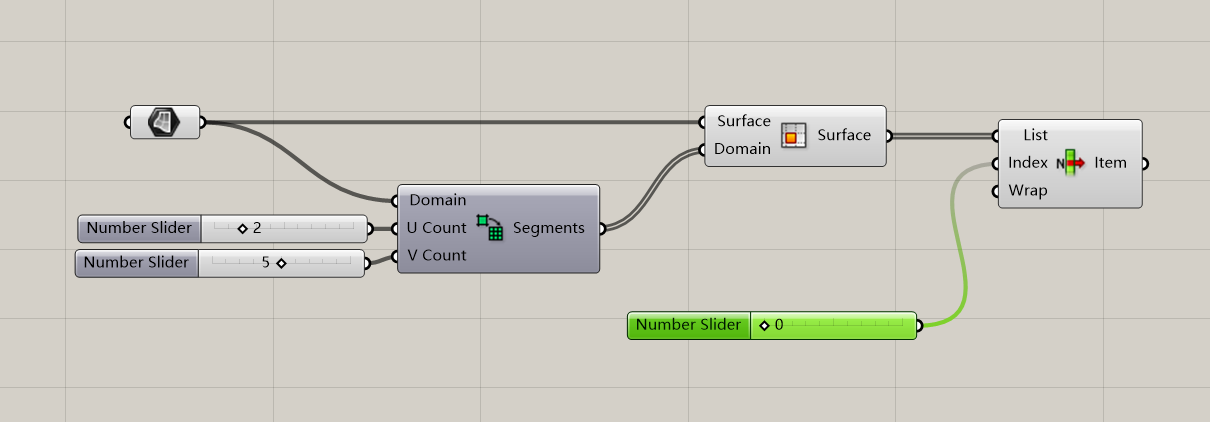 Surface
Domain
Surface
List
Index
Wrap
Item
Domain
U Count
V Count
Segments
Number Slider 2
Number Slider 5
Number Slider 0
N